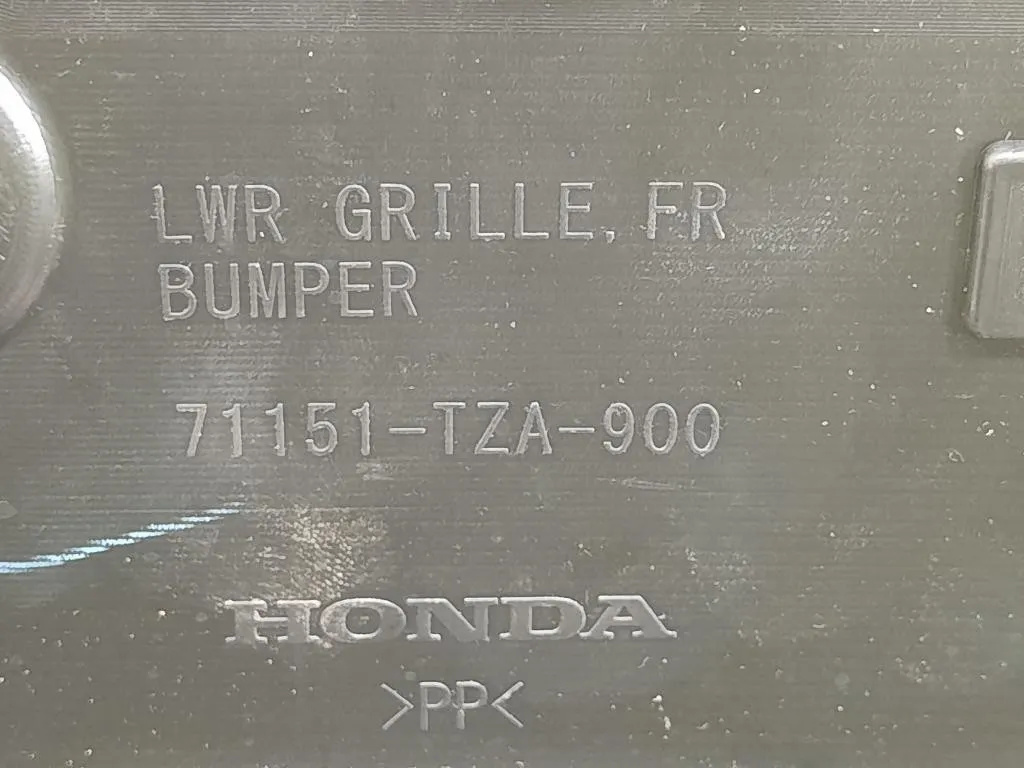 LWR GRILLE, FR
BUMPER
71151-TZA-900
HONDA
>PP<